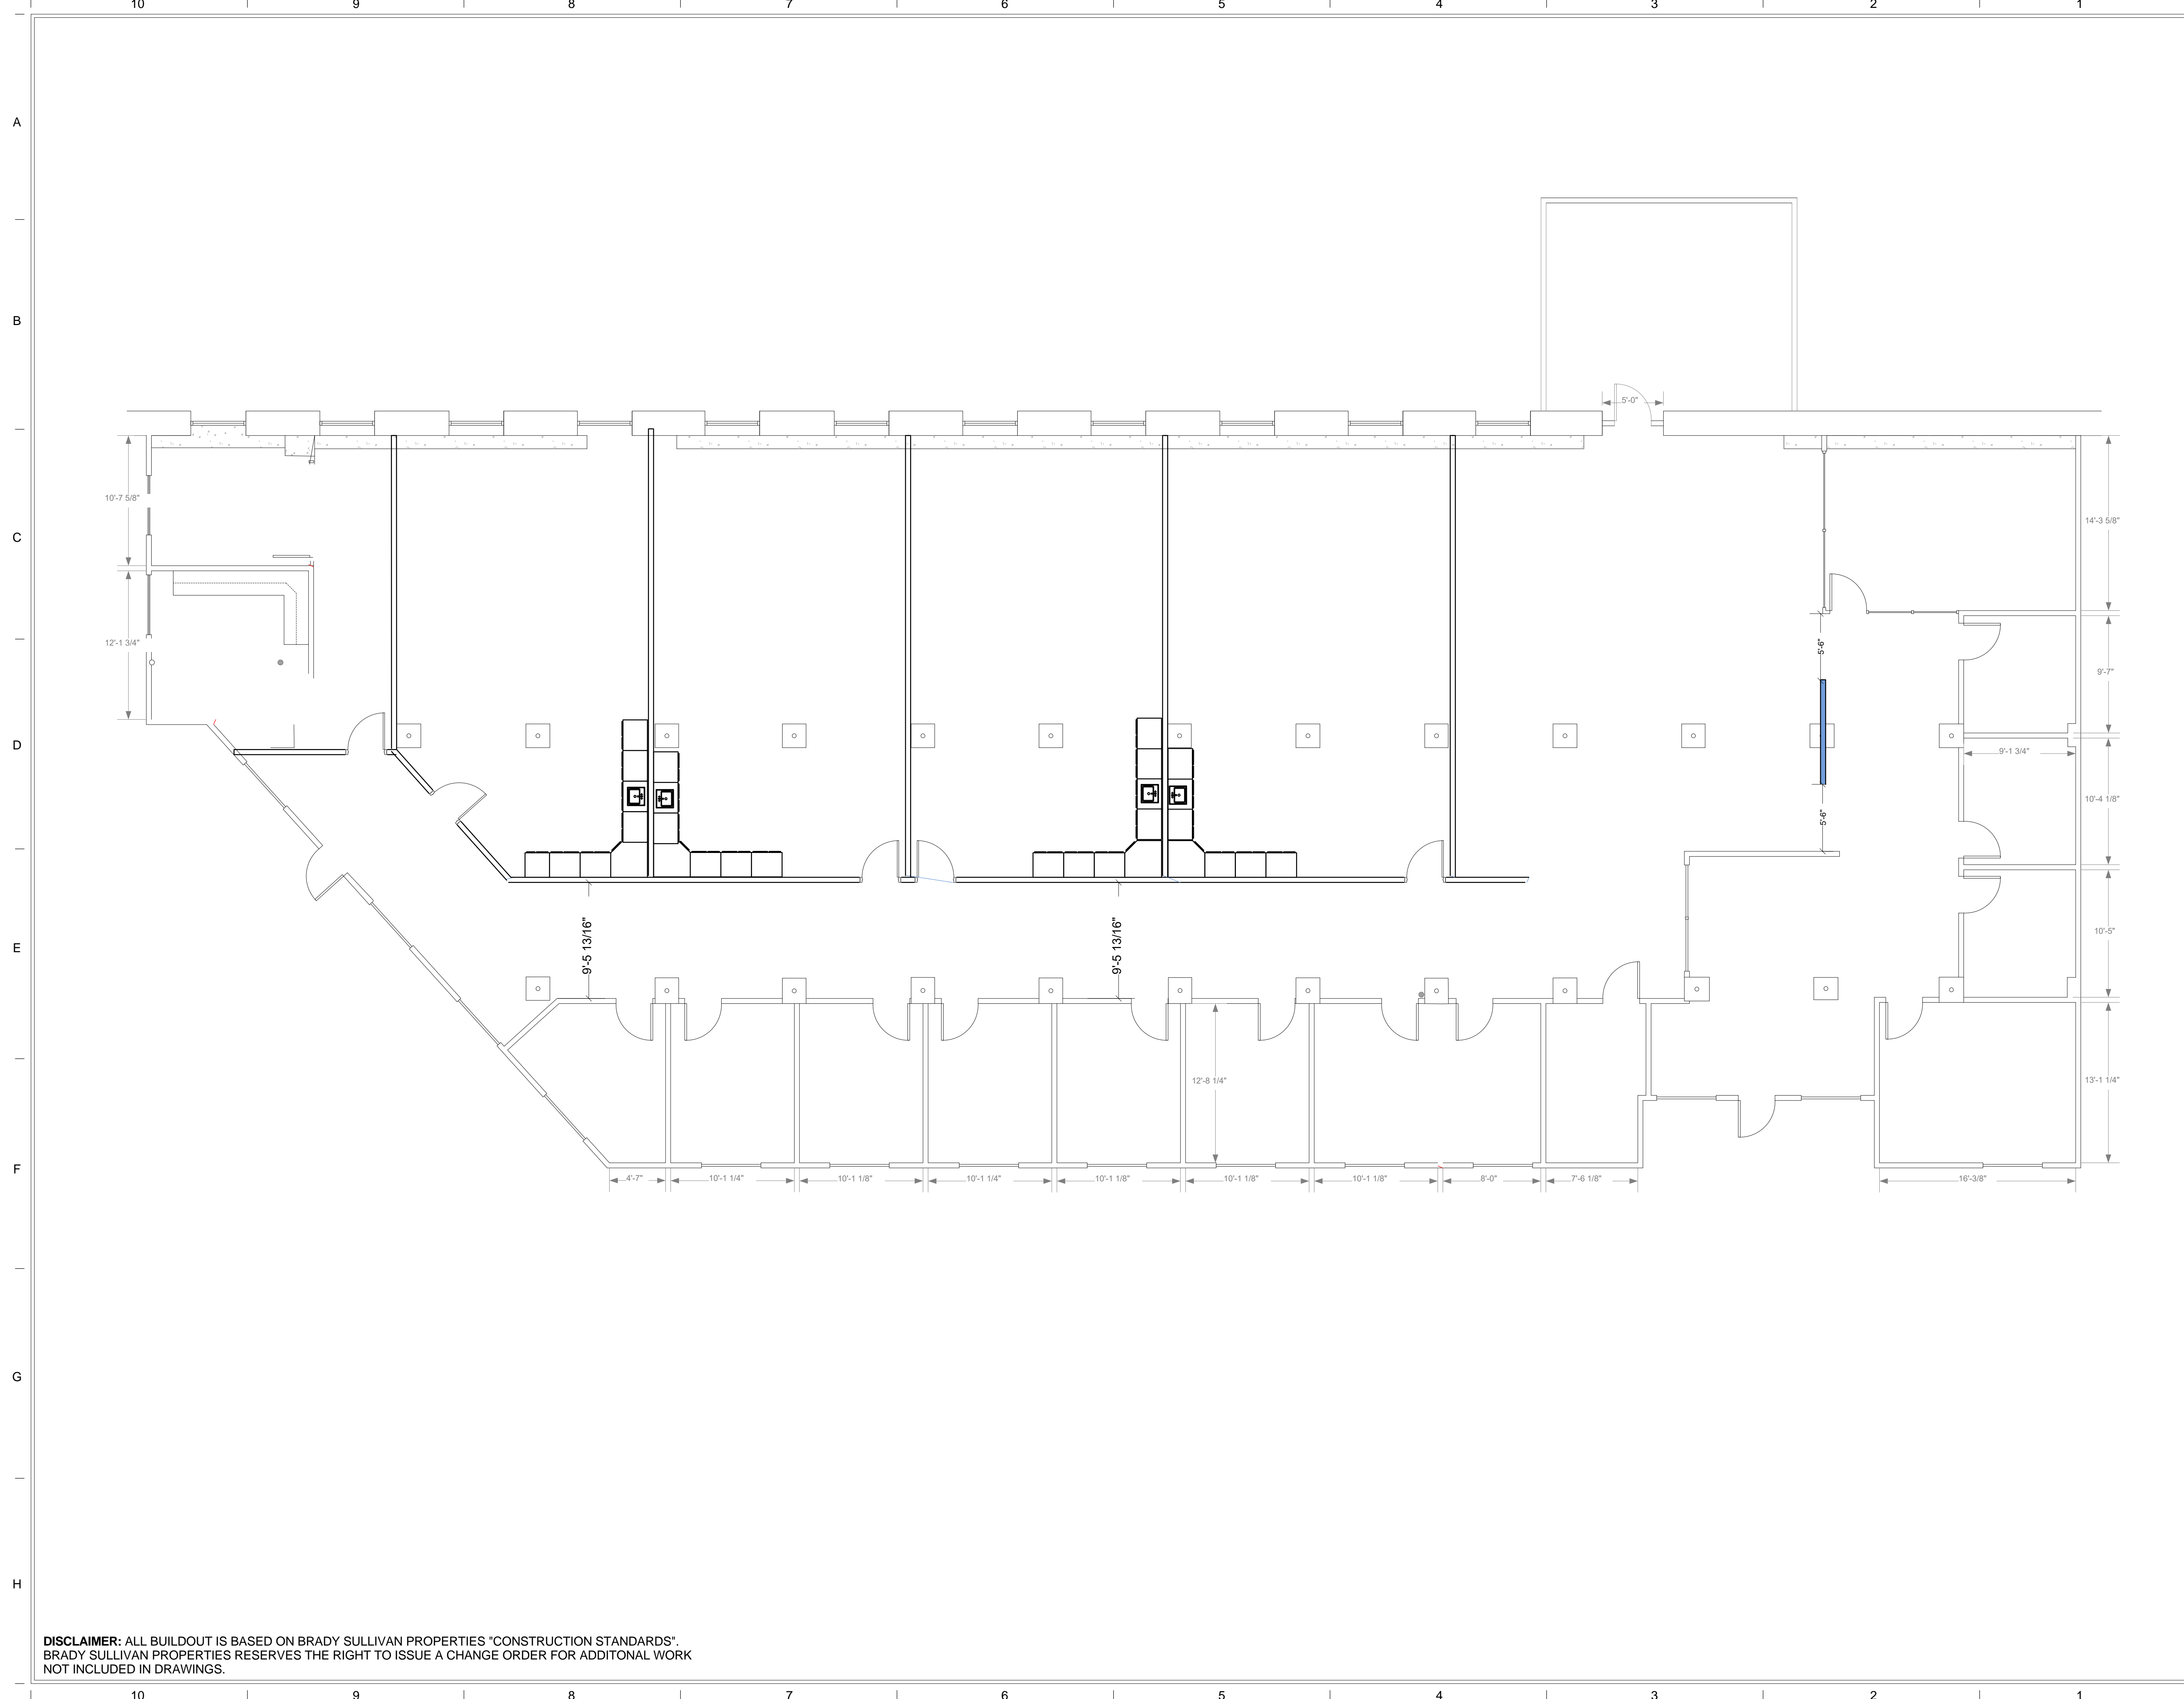 10 9 8 7 6 5 4 3 2 1
A
B
5'-0"
10'-7 5/8"
C
14'-3 5/8"
12'-1 3/4"
5'-6"
9'-7"
D
9'-1 3/4"
10'-4 1/8"
5'-6"
E
9'-5 13/16"
9'-5 13/16"
10'-5"
12'-8 1/4"
13'-1 1/4"
F
4'-7" 10'-1 1/4" 10'-1 1/8" 10'-1 1/4" 10'-1 1/8" 10'-1 1/8" 10'-1 1/8" 8'-0" 7'-6 1/8" 16'-3/8"
G
H
DISCLAIMER: ALL BUILDOUT IS BASED ON BRADY SULLIVAN PROPERTIES "CONSTRUCTION STANDARDS".
BRADY SULLIVAN PROPERTIES RESERVES THE RIGHT TO ISSUE A CHANGE ORDER FOR ADDITONAL WORK
NOT INCLUDED IN DRAWINGS.
10 9 8 7 6 5 4 3 2 1